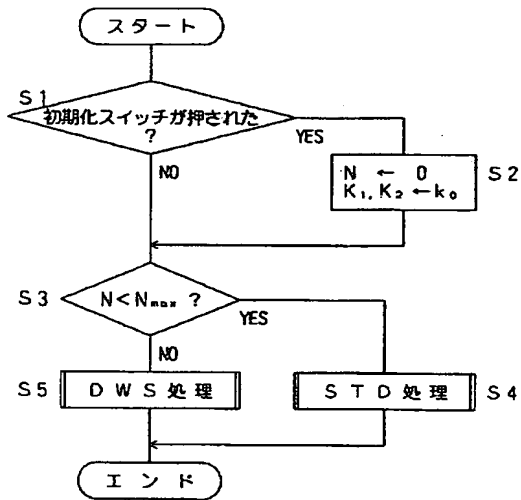 スタート
S1
初期化スイッチが押された
?
YES
NO
N ← 0
K₁, K₂ ← k₀
S2
S3
N < Nmax ?
YES
NO
S5
DWS処理
STD処理
S4
エンド